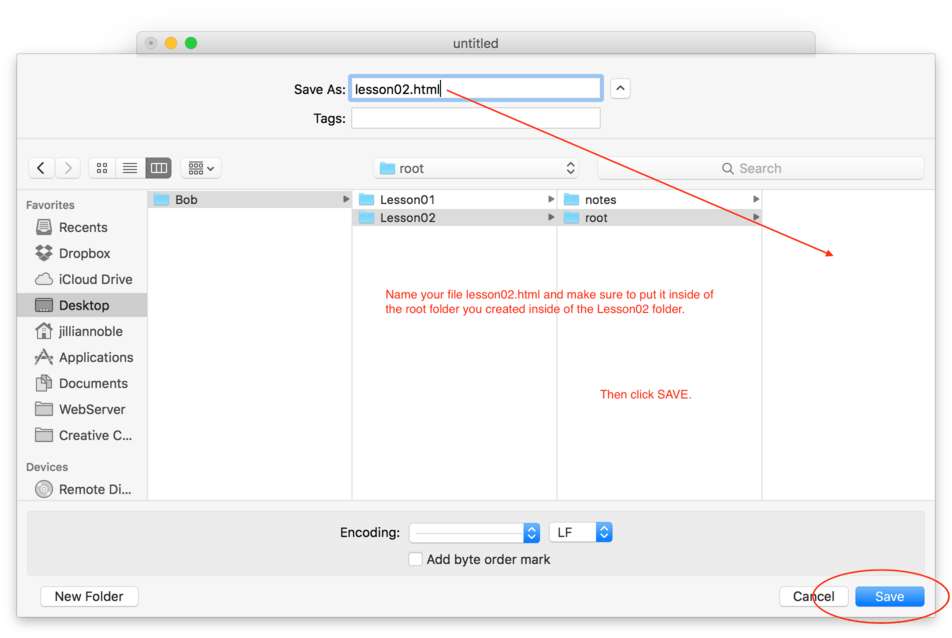 untitled
Save As: lesson02.html
Tags:
root
Search
Favorites
Recents
Dropbox
iCloud Drive
Desktop
jilliannoble
Applications
Documents
WebServer
Creative C...
Devices
Remote Di...
Bob
Lesson01
Lesson02
notes
root
Name your file lesson02.html and make sure to put it inside of
the root folder you created inside of the Lesson02 folder.
Then click SAVE.
Encoding:
LF
Add byte order mark
New Folder
Cancel
Save